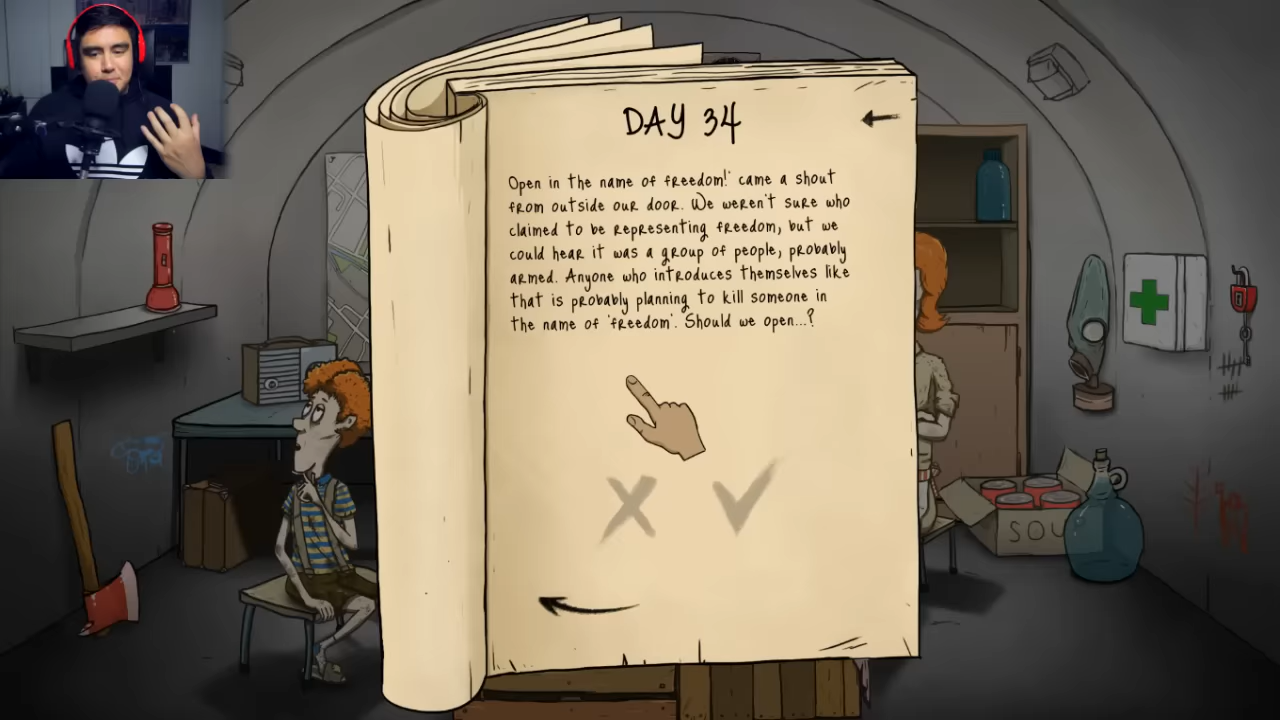 DAY 34
Open in the name of freedom!' came a shout
from outside our door. We weren't sure who
claimed to be representing freedom, but we
could hear it was a group of people, probably
armed. Anyone who introduces themselves like
that is probably planning to kill someone in
the name of 'freedom'. Should we open...?
SOU